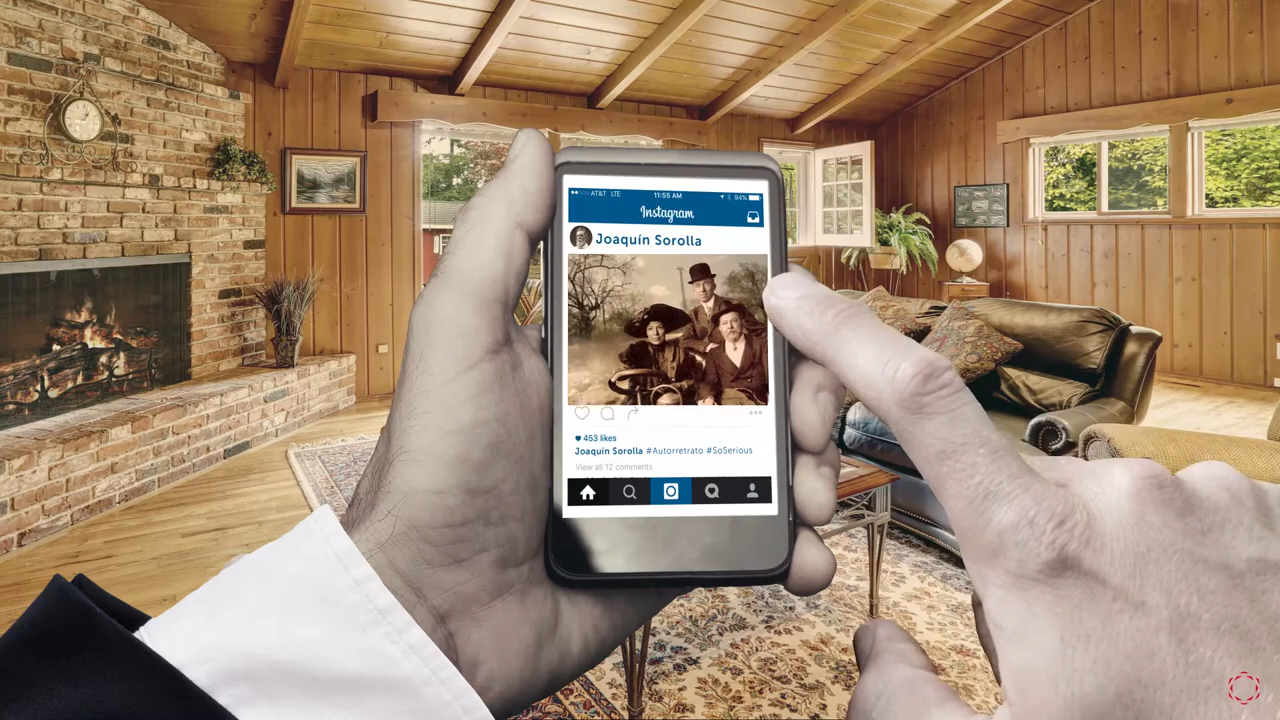 AT&T LTE 11:55 AM 94%
Instagram
Joaquín Sorolla
453 likes
Joaquín Sorolla #Autorretrato #SoSerious
View all 12 comments